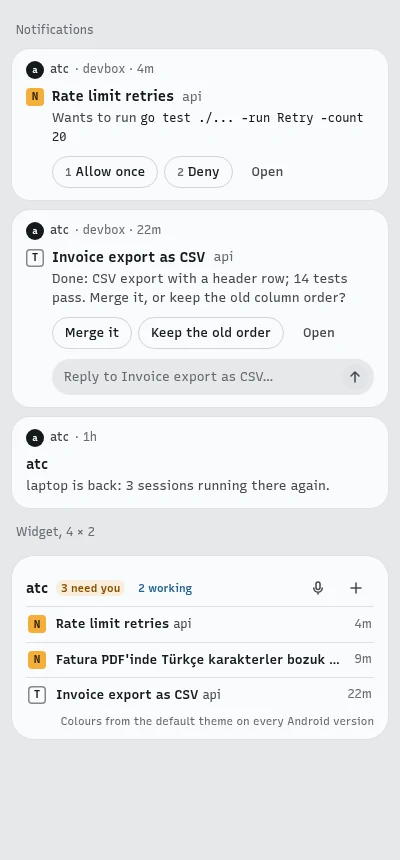 Notifications
a atc · devbox · 4m
N Rate limit retries api
Wants to run go test ./... -run Retry -count
20
1 Allow once 2 Deny Open
a atc · devbox · 22m
T Invoice export as CSV api
Done: CSV export with a header row; 14 tests
pass. Merge it, or keep the old column order?
Merge it Keep the old order Open
Reply to Invoice export as CSV…
a atc · 1h
atc
laptop is back: 3 sessions running there again.
Widget, 4 × 2
atc 3 need you 2 working
N Rate limit retries api 4m
N Fatura PDF'inde Türkçe karakterler bozuk … 9m
T Invoice export as CSV api 22m
Colours from the default theme on every Android version